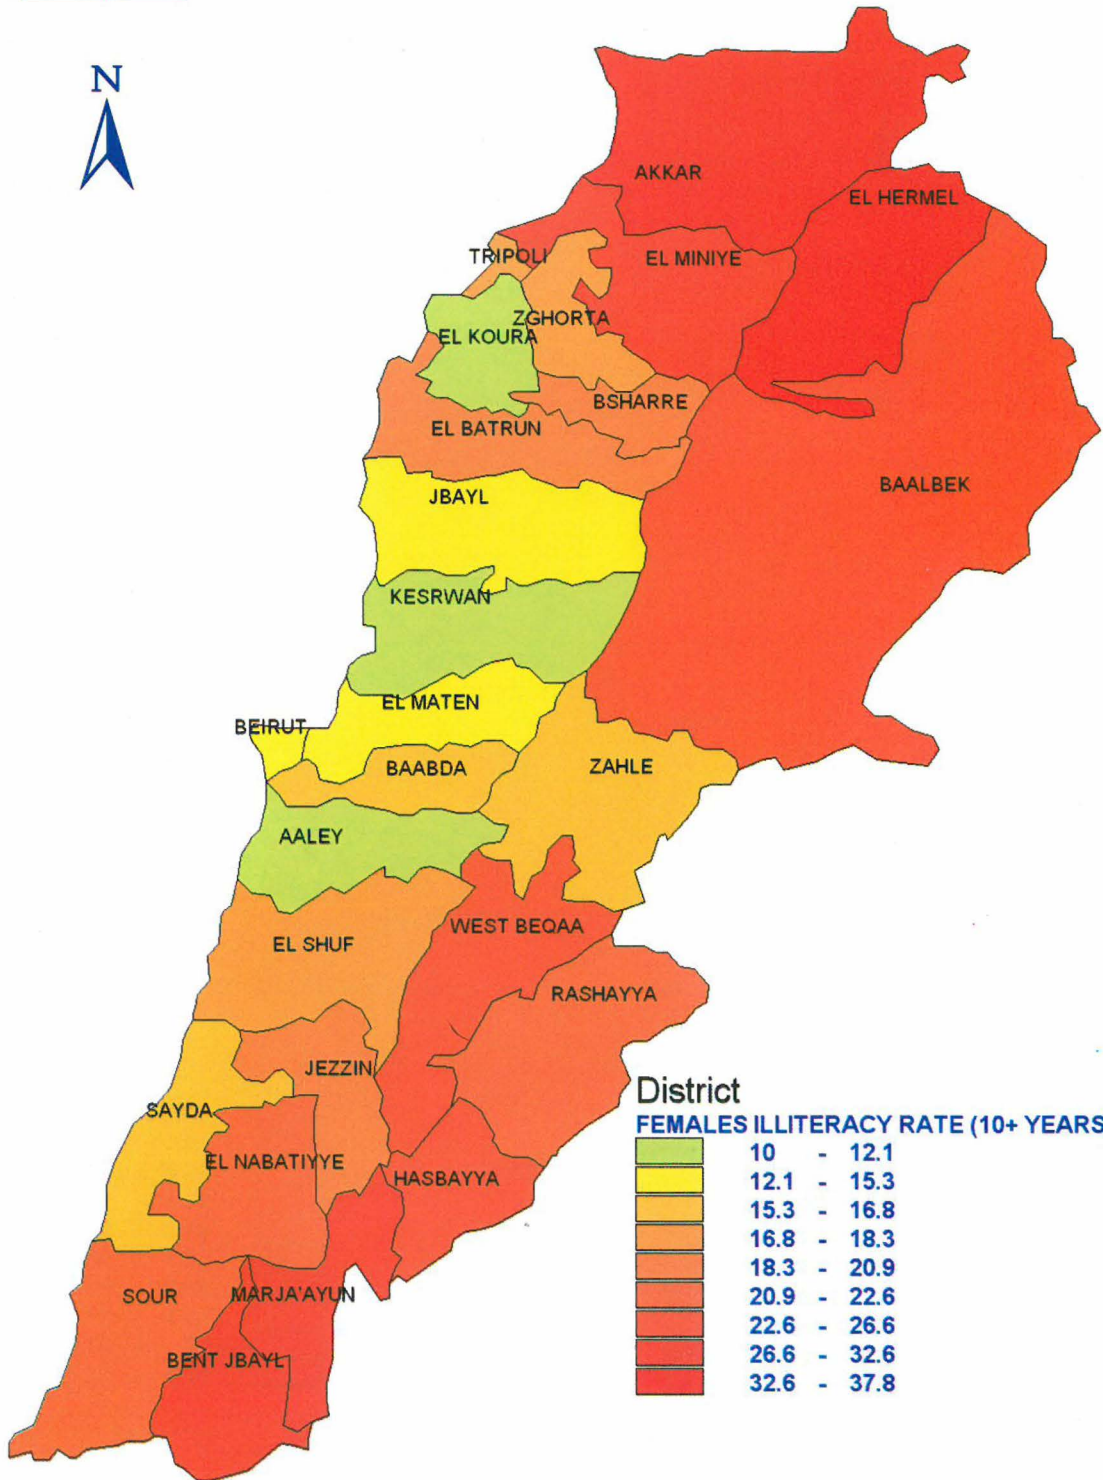 N
AKKAR
EL HERMEL
TRIPOLI
EL MINIYE
ZGHORTA
EL KOURA
BSHARRE
EL BATRUN
BAALBEK
JBAYL
KESRWAN
EL MATEN
BEIRUT
BAABDA
ZAHLE
AALEY
WEST BEQAA
EL SHUF
RASHAYYA
JEZZIN
SAYDA
EL NABATIYYE
HASBAYYA
SOUR
MARJA'AYUN
BENT JBAYL
District
FEMALES ILLITERACY RATE (10+ YEARS
10 - 12.1
12.1 - 15.3
15.3 - 16.8
16.8 - 18.3
18.3 - 20.9
20.9 - 22.6
22.6 - 26.6
26.6 - 32.6
32.6 - 37.8